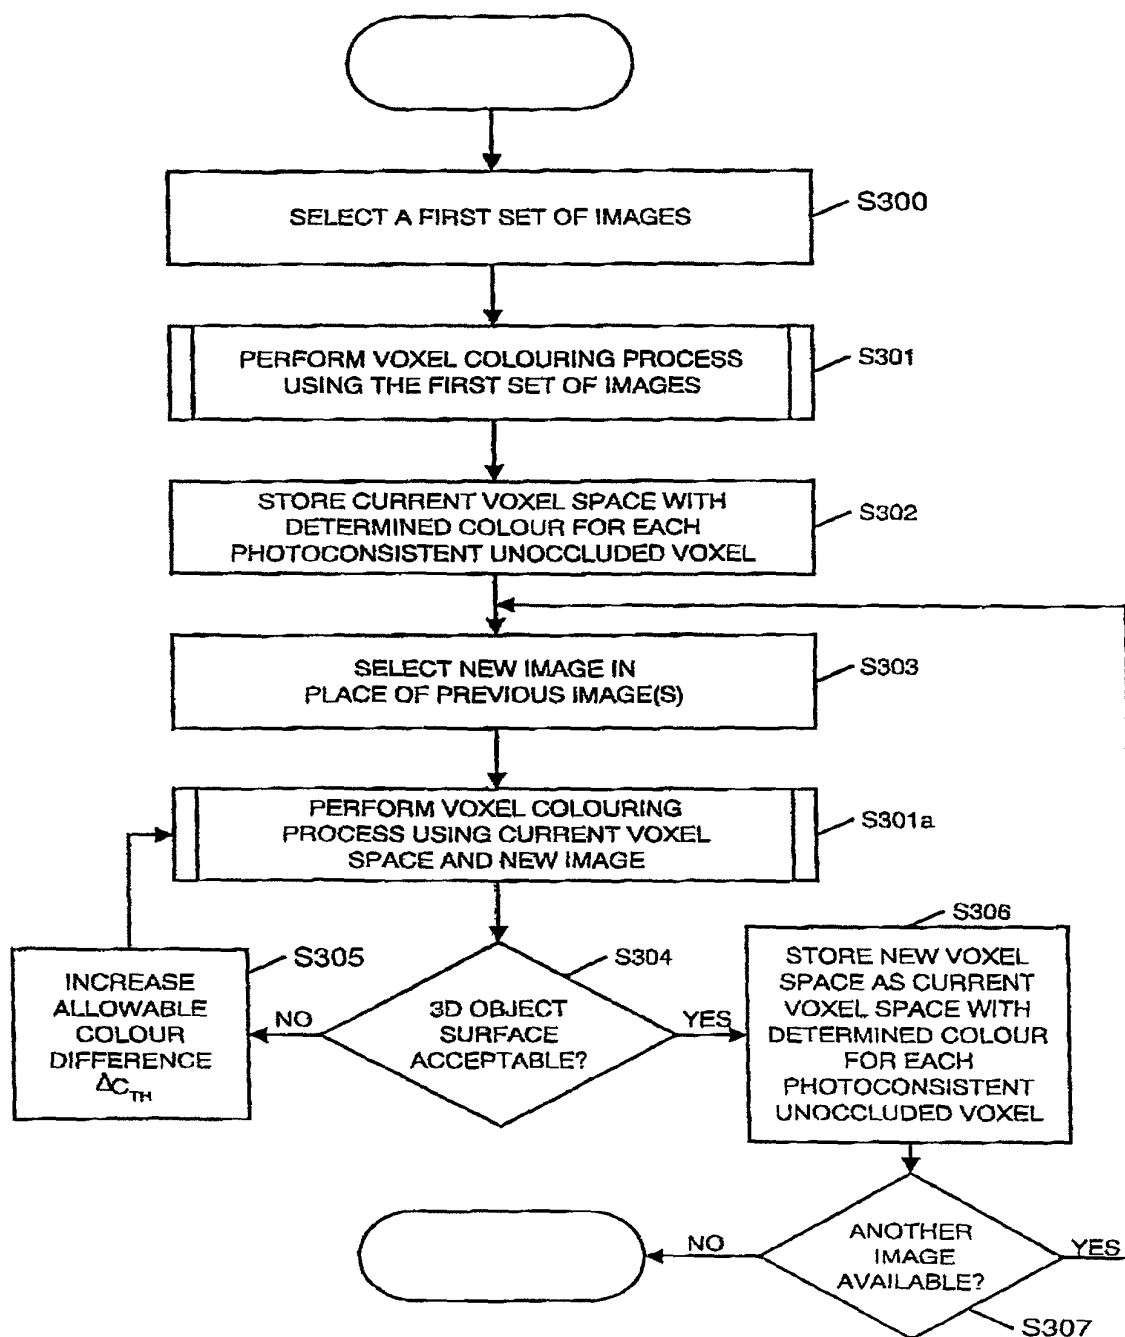 SELECT A FIRST SET OF IMAGES
S300
PERFORM VOXEL COLOURING PROCESS
USING THE FIRST SET OF IMAGES
S301
STORE CURRENT VOXEL SPACE WITH
DETERMINED COLOUR FOR EACH
PHOTOCONSISTENT UNOCCLUDED VOXEL
S302
SELECT NEW IMAGE IN
PLACE OF PREVIOUS IMAGE(S)
S303
PERFORM VOXEL COLOURING
PROCESS USING CURRENT VOXEL
SPACE AND NEW IMAGE
S301a
S305
INCREASE
ALLOWABLE
COLOUR
DIFFERENCE
ΔC_TH
NO
3D OBJECT
SURFACE
ACCEPTABLE?
S304
YES
S306
STORE NEW VOXEL
SPACE AS CURRENT
VOXEL SPACE WITH
DETERMINED COLOUR
FOR EACH
PHOTOCONSISTENT
UNOCCLUDED VOXEL
NO
ANOTHER
IMAGE
AVAILABLE?
YES
S307